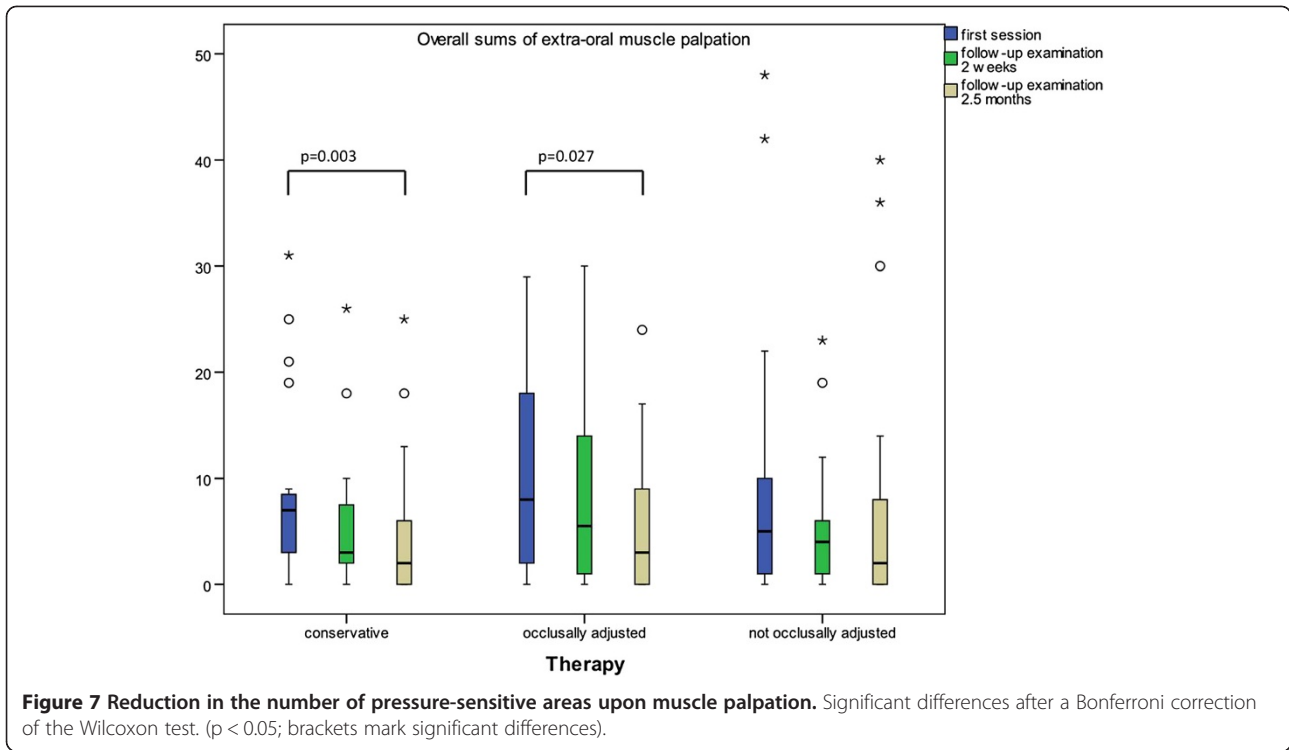 Overall sums of extra-oral muscle palpation
first session
follow-up examination
2 weeks
follow-up examination
2.5 months
50
40
30
20
10
0
p=0.003
p=0.027
conservative
occlusally adjusted
not occlusally adjusted
Therapy
Figure 7 Reduction in the number of pressure-sensitive areas upon muscle palpation. Significant differences after a Bonferroni correction
of the Wilcoxon test. (p < 0.05; brackets mark significant differences).